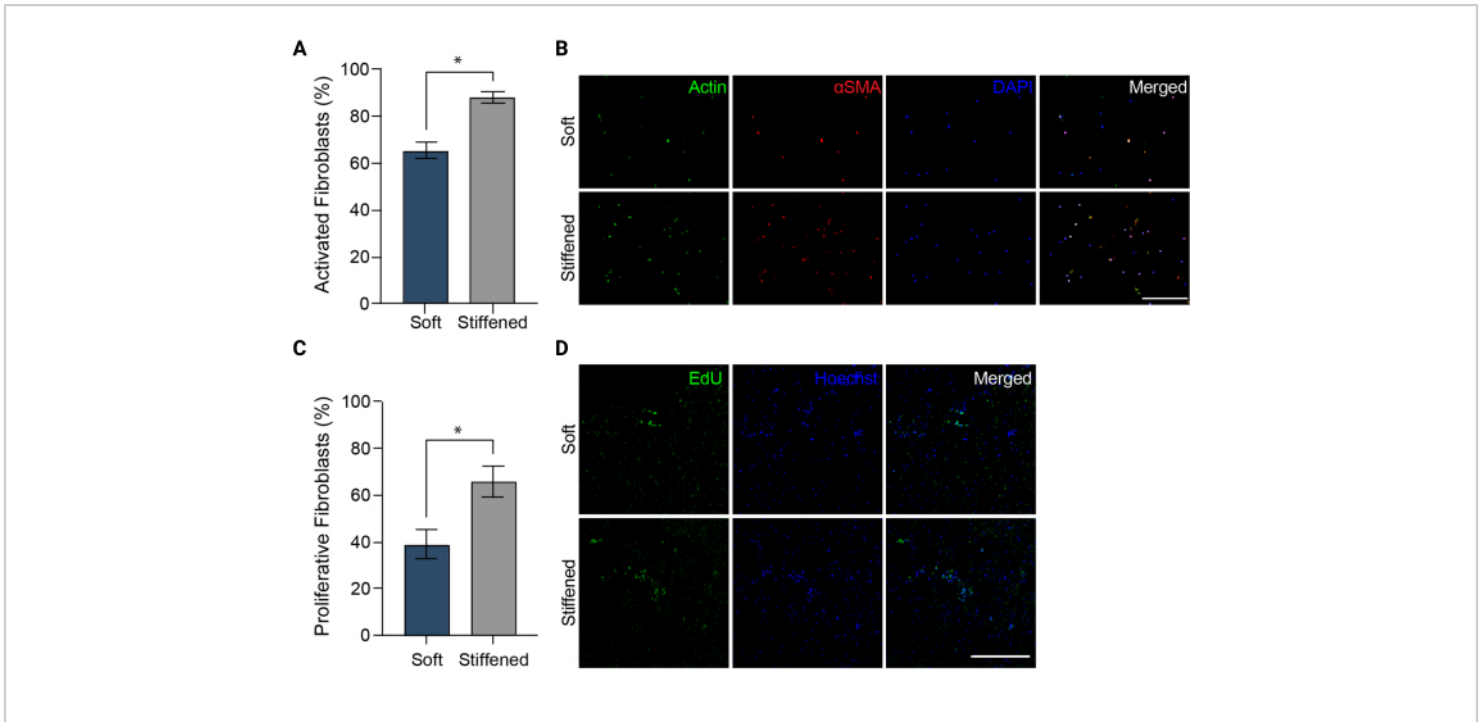 A
Activated Fibroblasts (%)
100
80
60
40
20
0
*
Soft
Stiffened
B
Actin
αSMA
DAPI
Merged
Soft
Stiffened
C
Proliferative Fibroblasts (%)
100
80
60
40
20
0
*
Soft
Stiffened
D
EdU
Hoechst
Merged
Soft
Stiffened